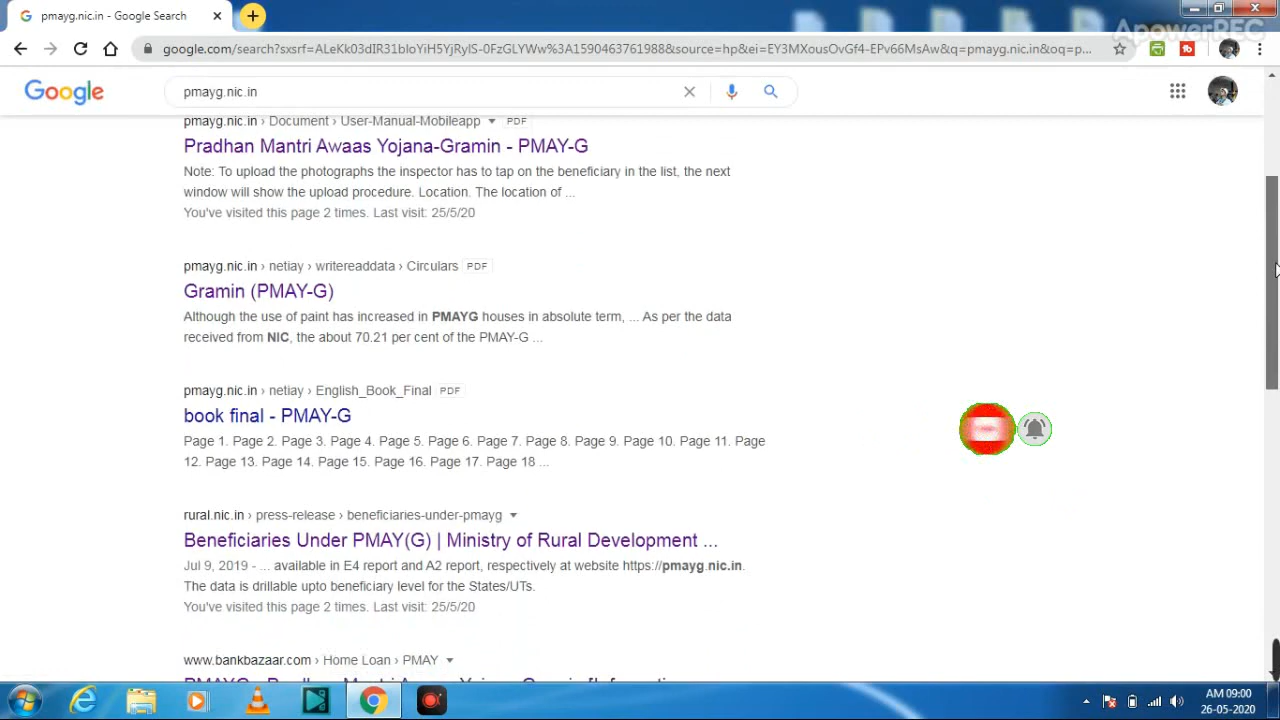 pmayg.nic.in - Google Search
ApowerREC
google.com/search?sxsrf=ALeKk03dIR31bIoYiH5YjRylS-0FzGLYWw%3A1590463761988&source=hp&ei=EY3MXousOvGf4-EPv66MsAw&q=pmayg.nic.in&oq=p...
Google
pmayg.nic.in
pmayg.nic.in › Document › User-Manual-Mobileapp PDF
Pradhan Mantri Awaas Yojana-Gramin - PMAY-G
Note: To upload the photographs the inspector has to tap on the beneficiary in the list, the next
window will show the upload procedure. Location. The location of ...
You've visited this page 2 times. Last visit: 25/5/20
pmayg.nic.in › netiay › writereaddata › Circulars PDF
Gramin (PMAY-G)
Although the use of paint has increased in PMAYG houses in absolute term, ... As per the data
received from NIC, the about 70.21 per cent of the PMAY-G ...
pmayg.nic.in › netiay › English_Book_Final PDF
book final - PMAY-G
Page 1. Page 2. Page 3. Page 4. Page 5. Page 6. Page 7. Page 8. Page 9. Page 10. Page 11. Page
12. Page 13. Page 14. Page 15. Page 16. Page 17. Page 18 ...
rural.nic.in › press-release › beneficiaries-under-pmayg
Beneficiaries Under PMAY(G) | Ministry of Rural Development ...
Jul 9, 2019 - ... available in E4 report and A2 report, respectively at website https://pmayg.nic.in.
The data is drillable upto beneficiary level for the States/UTs.
You've visited this page 2 times. Last visit: 25/5/20
www.bankbazaar.com › Home Loan › PMAY
AM 09:00
26-05-2020